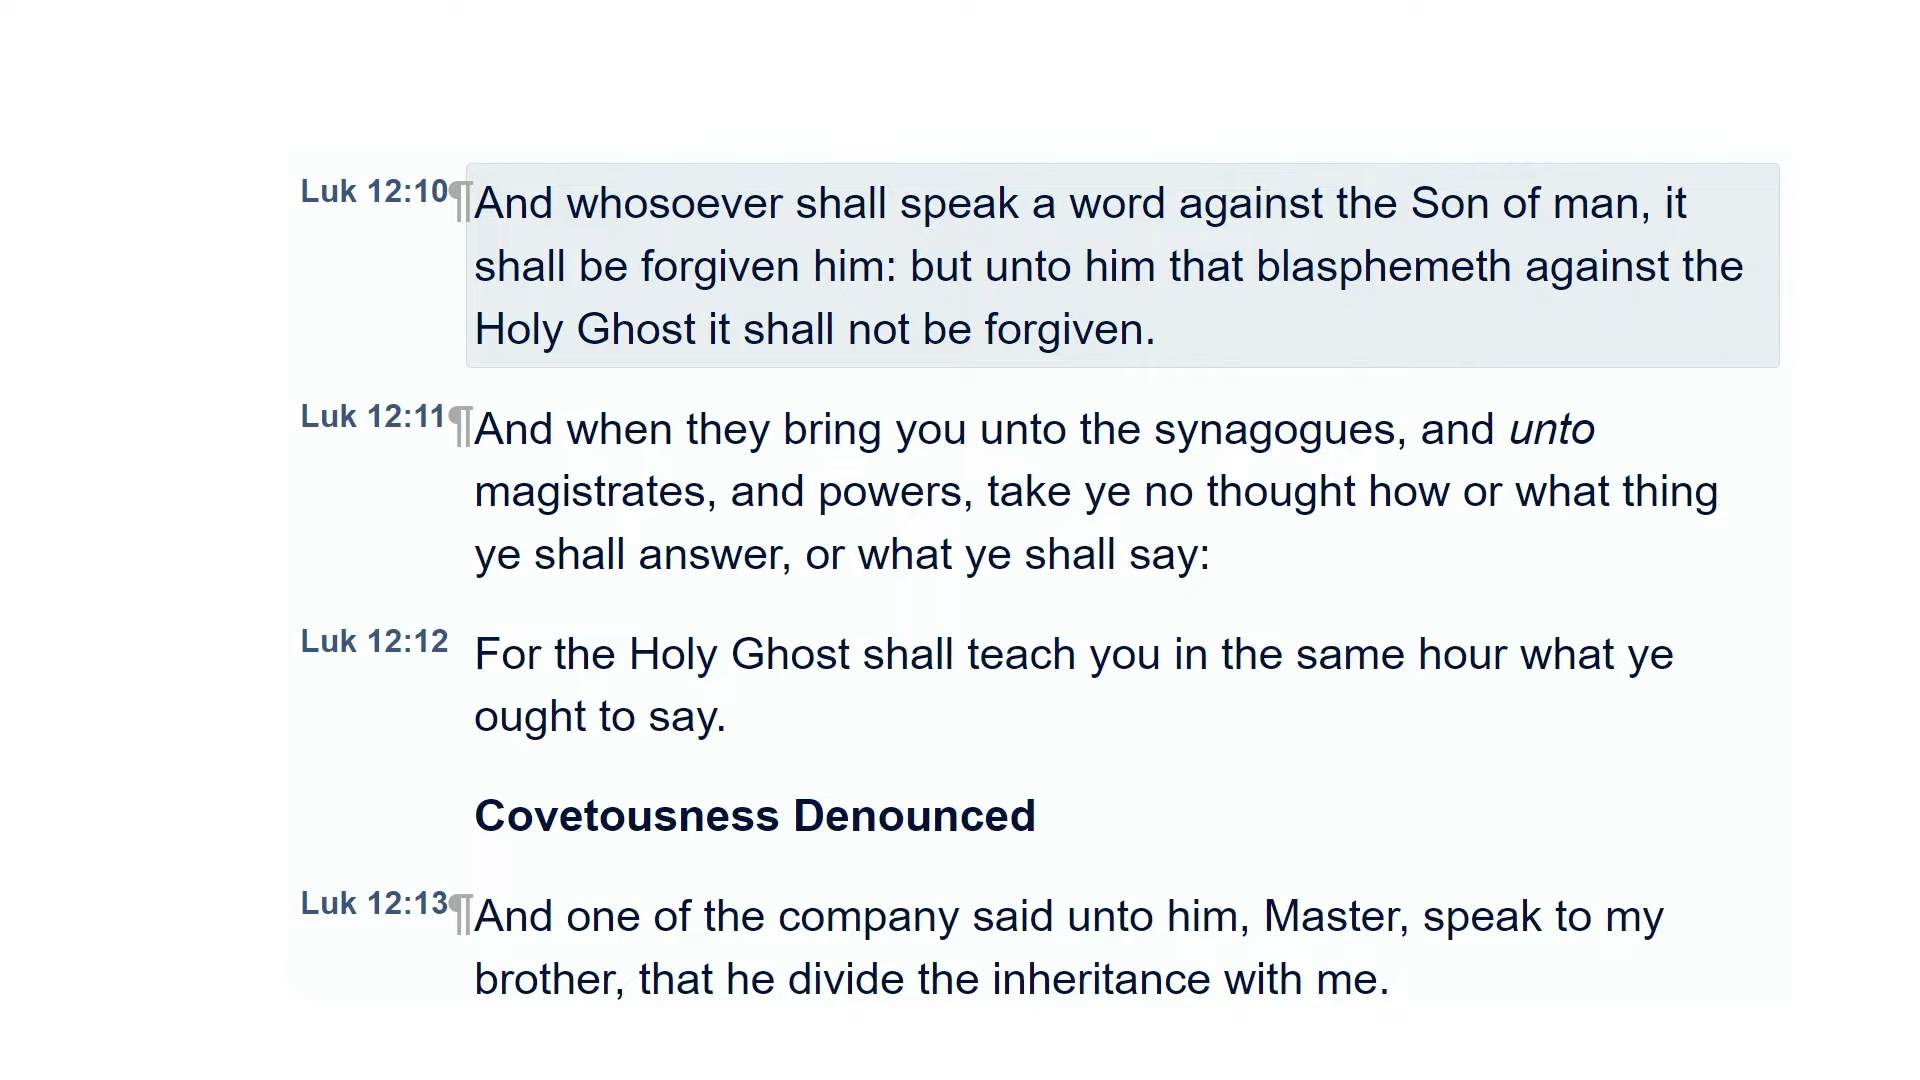 Luk 12:10 ¶And whosoever shall speak a word against the Son of man, it
shall be forgiven him: but unto him that blasphemeth against the
Holy Ghost it shall not be forgiven.
Luk 12:11 ¶And when they bring you unto the synagogues, and unto
magistrates, and powers, take ye no thought how or what thing
ye shall answer, or what ye shall say:
Luk 12:12 For the Holy Ghost shall teach you in the same hour what ye
ought to say.
Covetousness Denounced
Luk 12:13 ¶And one of the company said unto him, Master, speak to my
brother, that he divide the inheritance with me.